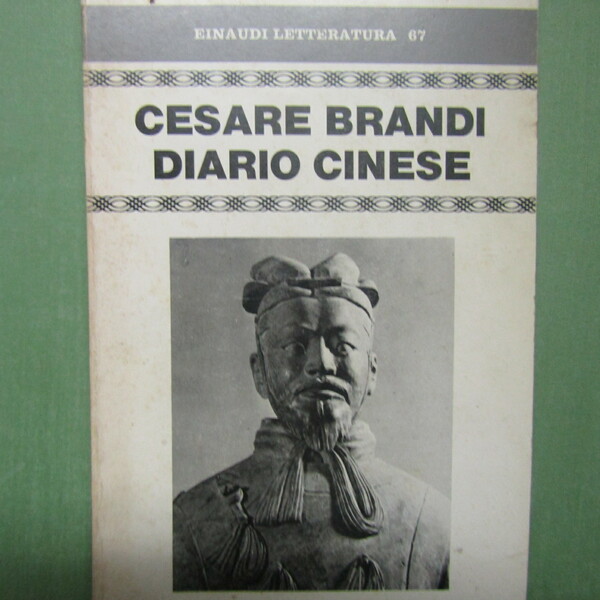 EINAUDI LETTERATURA 67
CESARE BRANDI
DIARIO CINESE